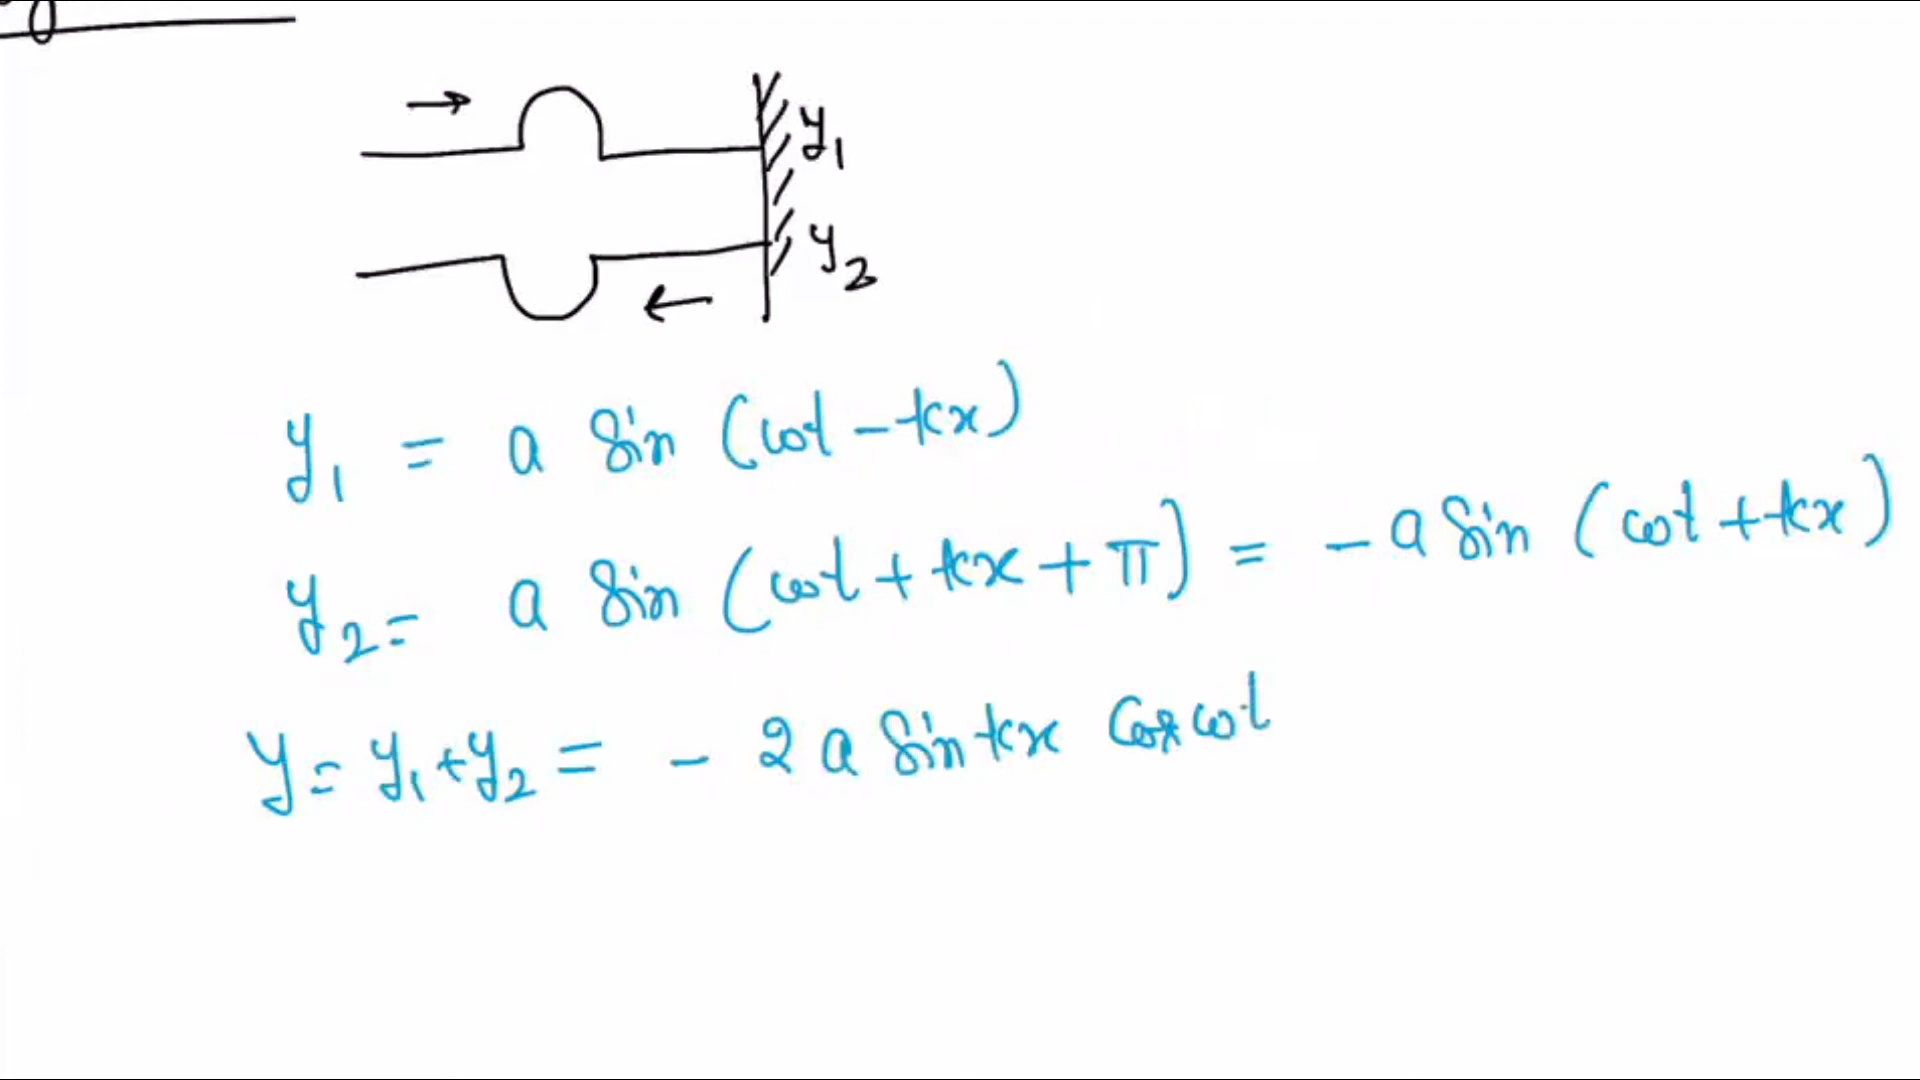 y₁
y₂
y₁ = a sin (ωt - kx)
y₂ = a sin (ωt + kx + π) = - a sin (ωt + kx)
y = y₁ + y₂ = - 2 a sin kx cos ωt